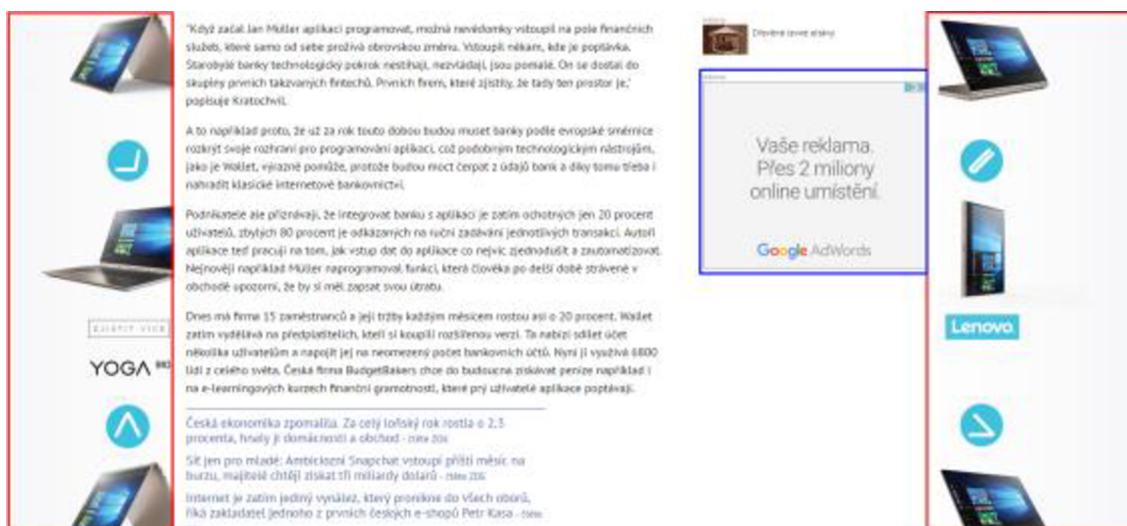 "Když začal Jan Müller aplikaci programovat, možná nevědomky vstoupil na pole finančních
služeb, které samo od sebe prožívá obrovskou změnu. Vstoupil někam, kde je poptávka.
Starobylé banky technologický pokrok nestíhají, nezvládají, jsou pomalé. On se dostal do
skupiny prvních takzvaných fintechů. Prvních firem, které zjistily, že tady ten prostor je,"
popisuje Kratochvíl.
A to například proto, že už za rok touto dobou budou muset banky podle evropské směrnice
rozkrýt svoje rozhraní pro programování aplikací, což podobným technologickým nástrojům,
jako je Wallet, výrazně pomůže, protože budou moct čerpat z údajů bank a díky tomu třeba i
nahradit klasické internetové bankovnictví.
Podnikatelé ale přiznávají, že integrovat banku s aplikací je zatím ochotných jen 20 procent
uživatelů, zbylých 80 procent je odkázaných na ruční zadávání jednotlivých transakcí. Autoři
aplikace teď pracují na tom, jak vstup dat do aplikace co nejvíc zjednodušit a zautomatizovat.
Nejnověji například Müller naprogramoval funkci, která člověka po delší době strávené v
obchodě upozorní, že by si měl zapsat svou útratu.
Dnes má firma 15 zaměstnanců a její tržby každým měsícem rostou asi o 20 procent. Wallet
zatím vydělává na předplatitelích, kteří si koupili rozšířenou verzi. Ta nabízí sdílet účet
několika uživatelům a napojit jej na neomezený počet bankovních účtů. Nyní ji využívá 6800
lidí z celého světa. Česká firma BudgetBakers chce do budoucna získávat peníze například i
na e-learningových kurzech finanční gramotnosti, které prý uživatelé aplikace poptávají.
Česká ekonomika zpomalila. Za celý loňský rok rostla o 2,3
procenta, hnaly ji domácnosti a obchod - čtěte ZDE
Síť jen pro mladé: Ambiciózní Snapchat vstoupí příští měsíc na
burzu, majitelé chtějí získat tři miliardy dolarů - čtěte ZDE
Internet je zatím jediný vynález, který pronikne do všech oborů,
říká zakladatel jednoho z prvních českých e-shopů Petr Kasa - čtěte
Dřevěné
Vaše reklama.
Přes 2 miliony
online umístění.
Google AdWords
ZJISTIT VÍCE
YOGA
Lenovo